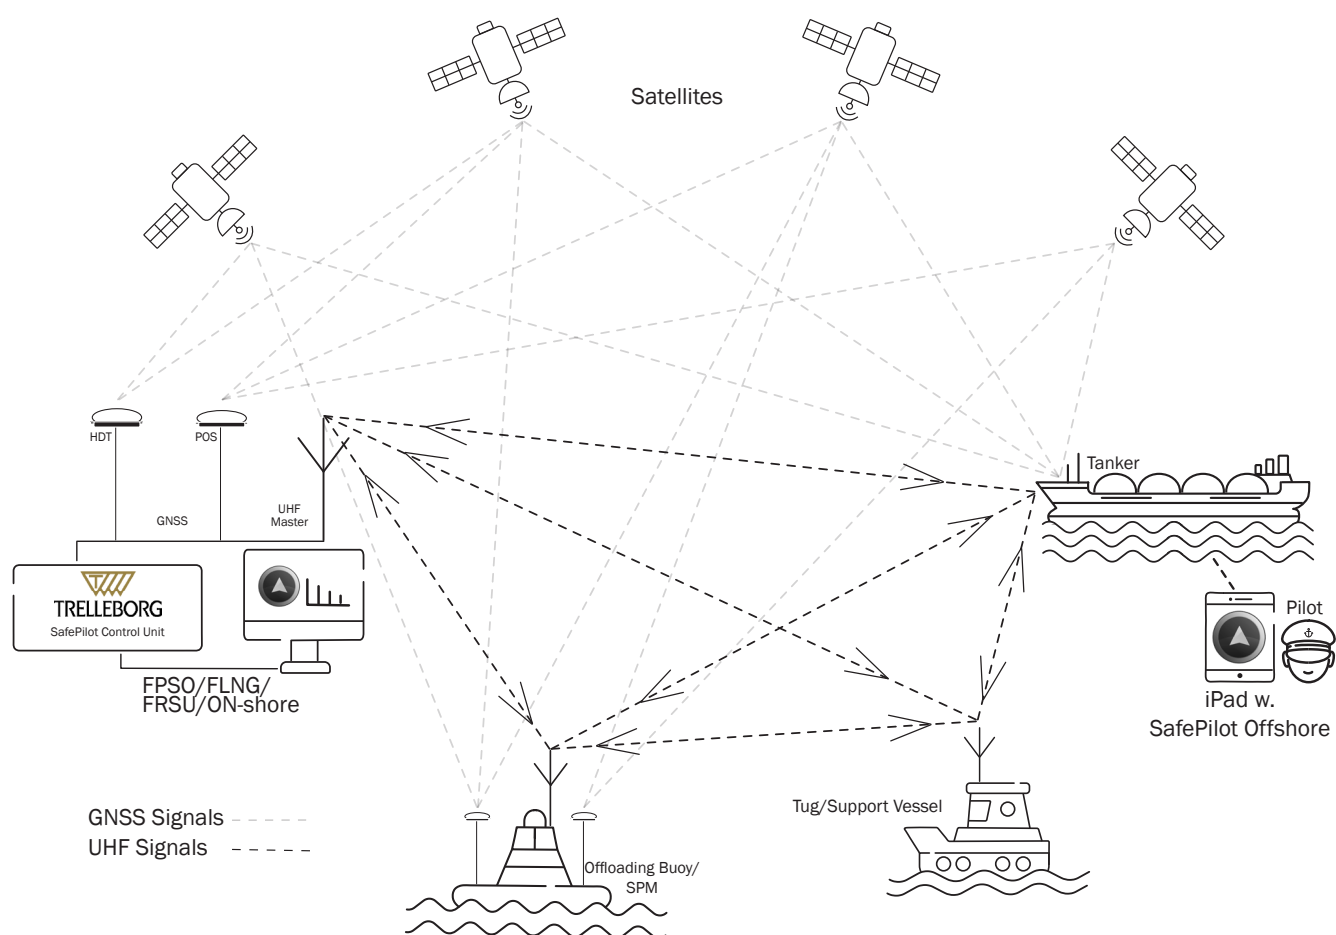 Satellites
HDT
POS
GNSS
UHF
Master
TRELLEBORG
SafePilot Control Unit
FPSO/FLNG/
FRSU/ON-shore
Tanker
Pilot
iPad w.
SafePilot Offshore
Tug/Support Vessel
Offloading Buoy/
SPM
GNSS Signals
UHF Signals